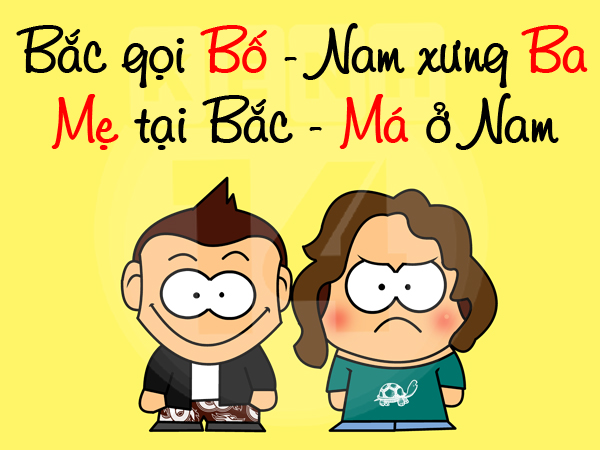 Bắc gọi Bố - Nam xưng Ba
Mẹ tại Bắc - Má ở Nam